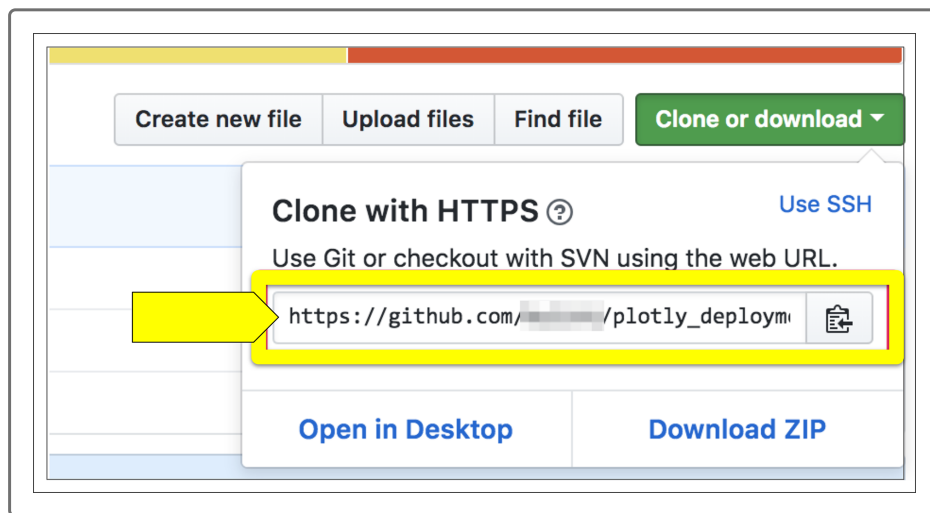 Create new file Upload files Find file Clone or download
Clone with HTTPS Use SSH
Use Git or checkout with SVN using the web URL.
https://github.com/ /plotly_deployme
Open in Desktop Download ZIP